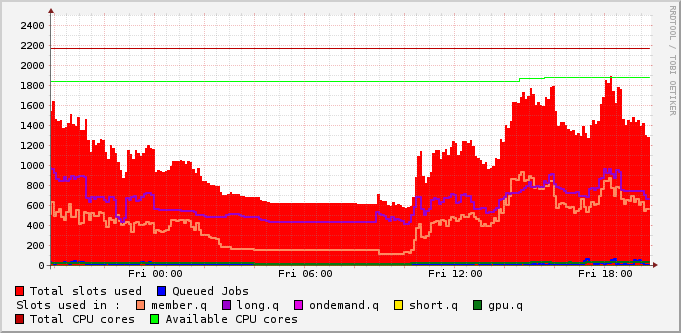 RRDTOOL / TOBI OETIKER
2400
2200
2000
1800
1600
1400
1200
1000
800
600
400
200
0
Fri 00:00 Fri 06:00 Fri 12:00 Fri 18:00
Total slots used Queued Jobs
Slots used in : member.q long.q ondemand.q short.q gpu.q
Total CPU cores Available CPU cores